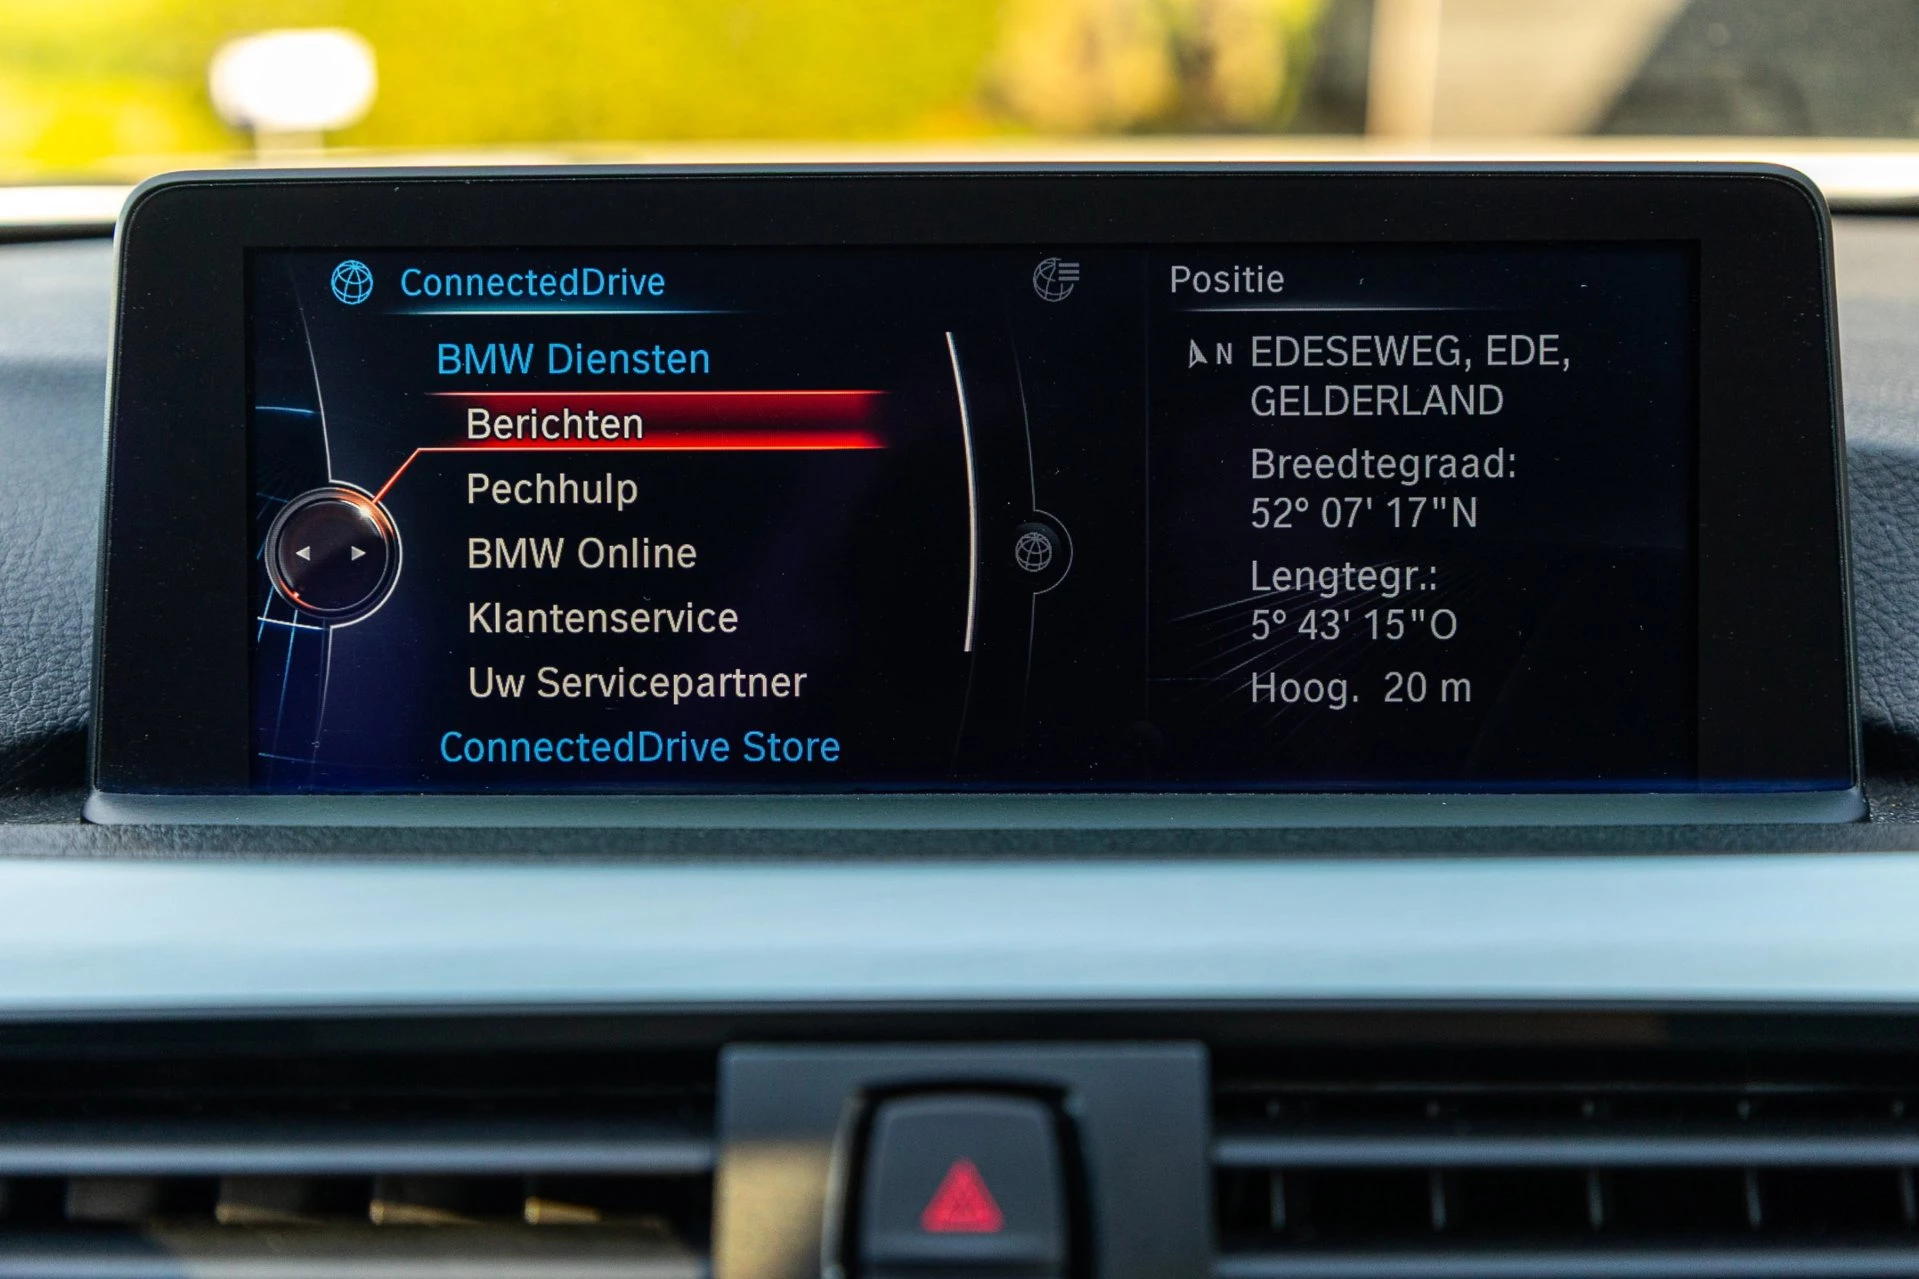 ConnectedDrive
BMW Diensten
Berichten
Pechhulp
BMW Online
Klantenservice
Uw Servicepartner
ConnectedDrive Store
Positie
N EDESEWEG, EDE,
GELDERLAND
Breedtegraad:
52° 07' 17"N
Lengtegr.:
5° 43' 15"O
Hoog. 20 m